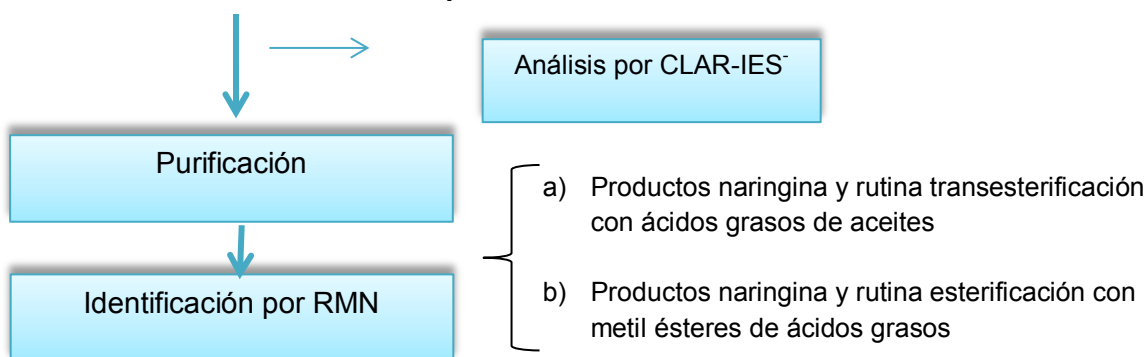 Análisis por CLAR-IES⁻
Purificación
a) Productos naringina y rutina transesterificación
con ácidos grasos de aceites
Identificación por RMN
b) Productos naringina y rutina esterificación con
metil ésteres de ácidos grasos